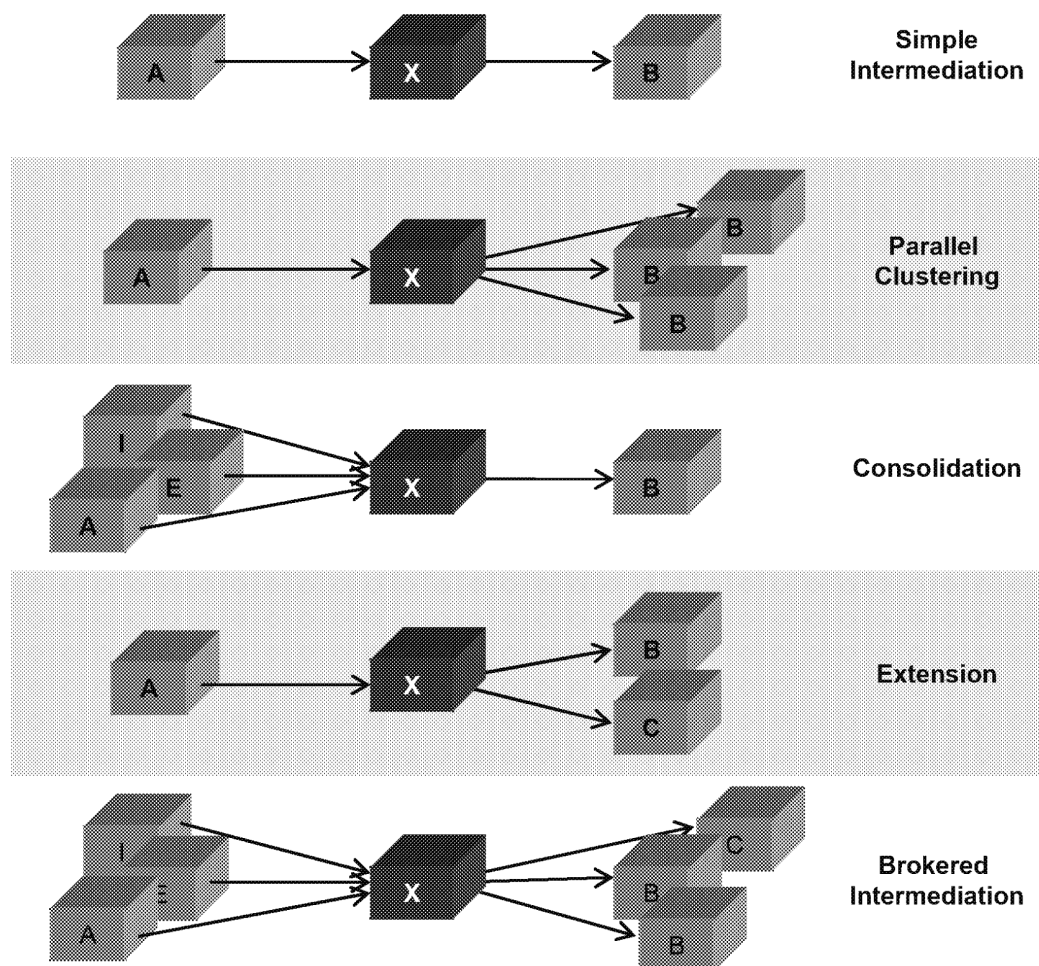 A X B Simple
Intermediation
A X B
B
B
Parallel
Clustering
I
E
A
X B Consolidation
A X B
C
Extension
I
E
A
X C
B
B
Brokered
Intermediation